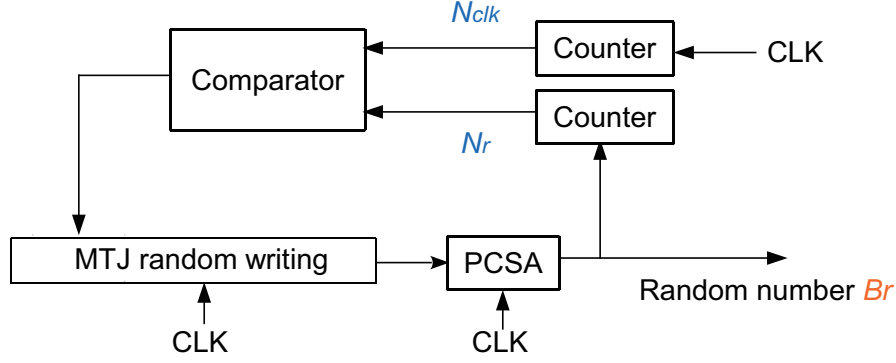 Nclk
Counter
CLK
Comparator
Counter
Nr
MTJ random writing
PCSA
Random number Br
CLK
CLK